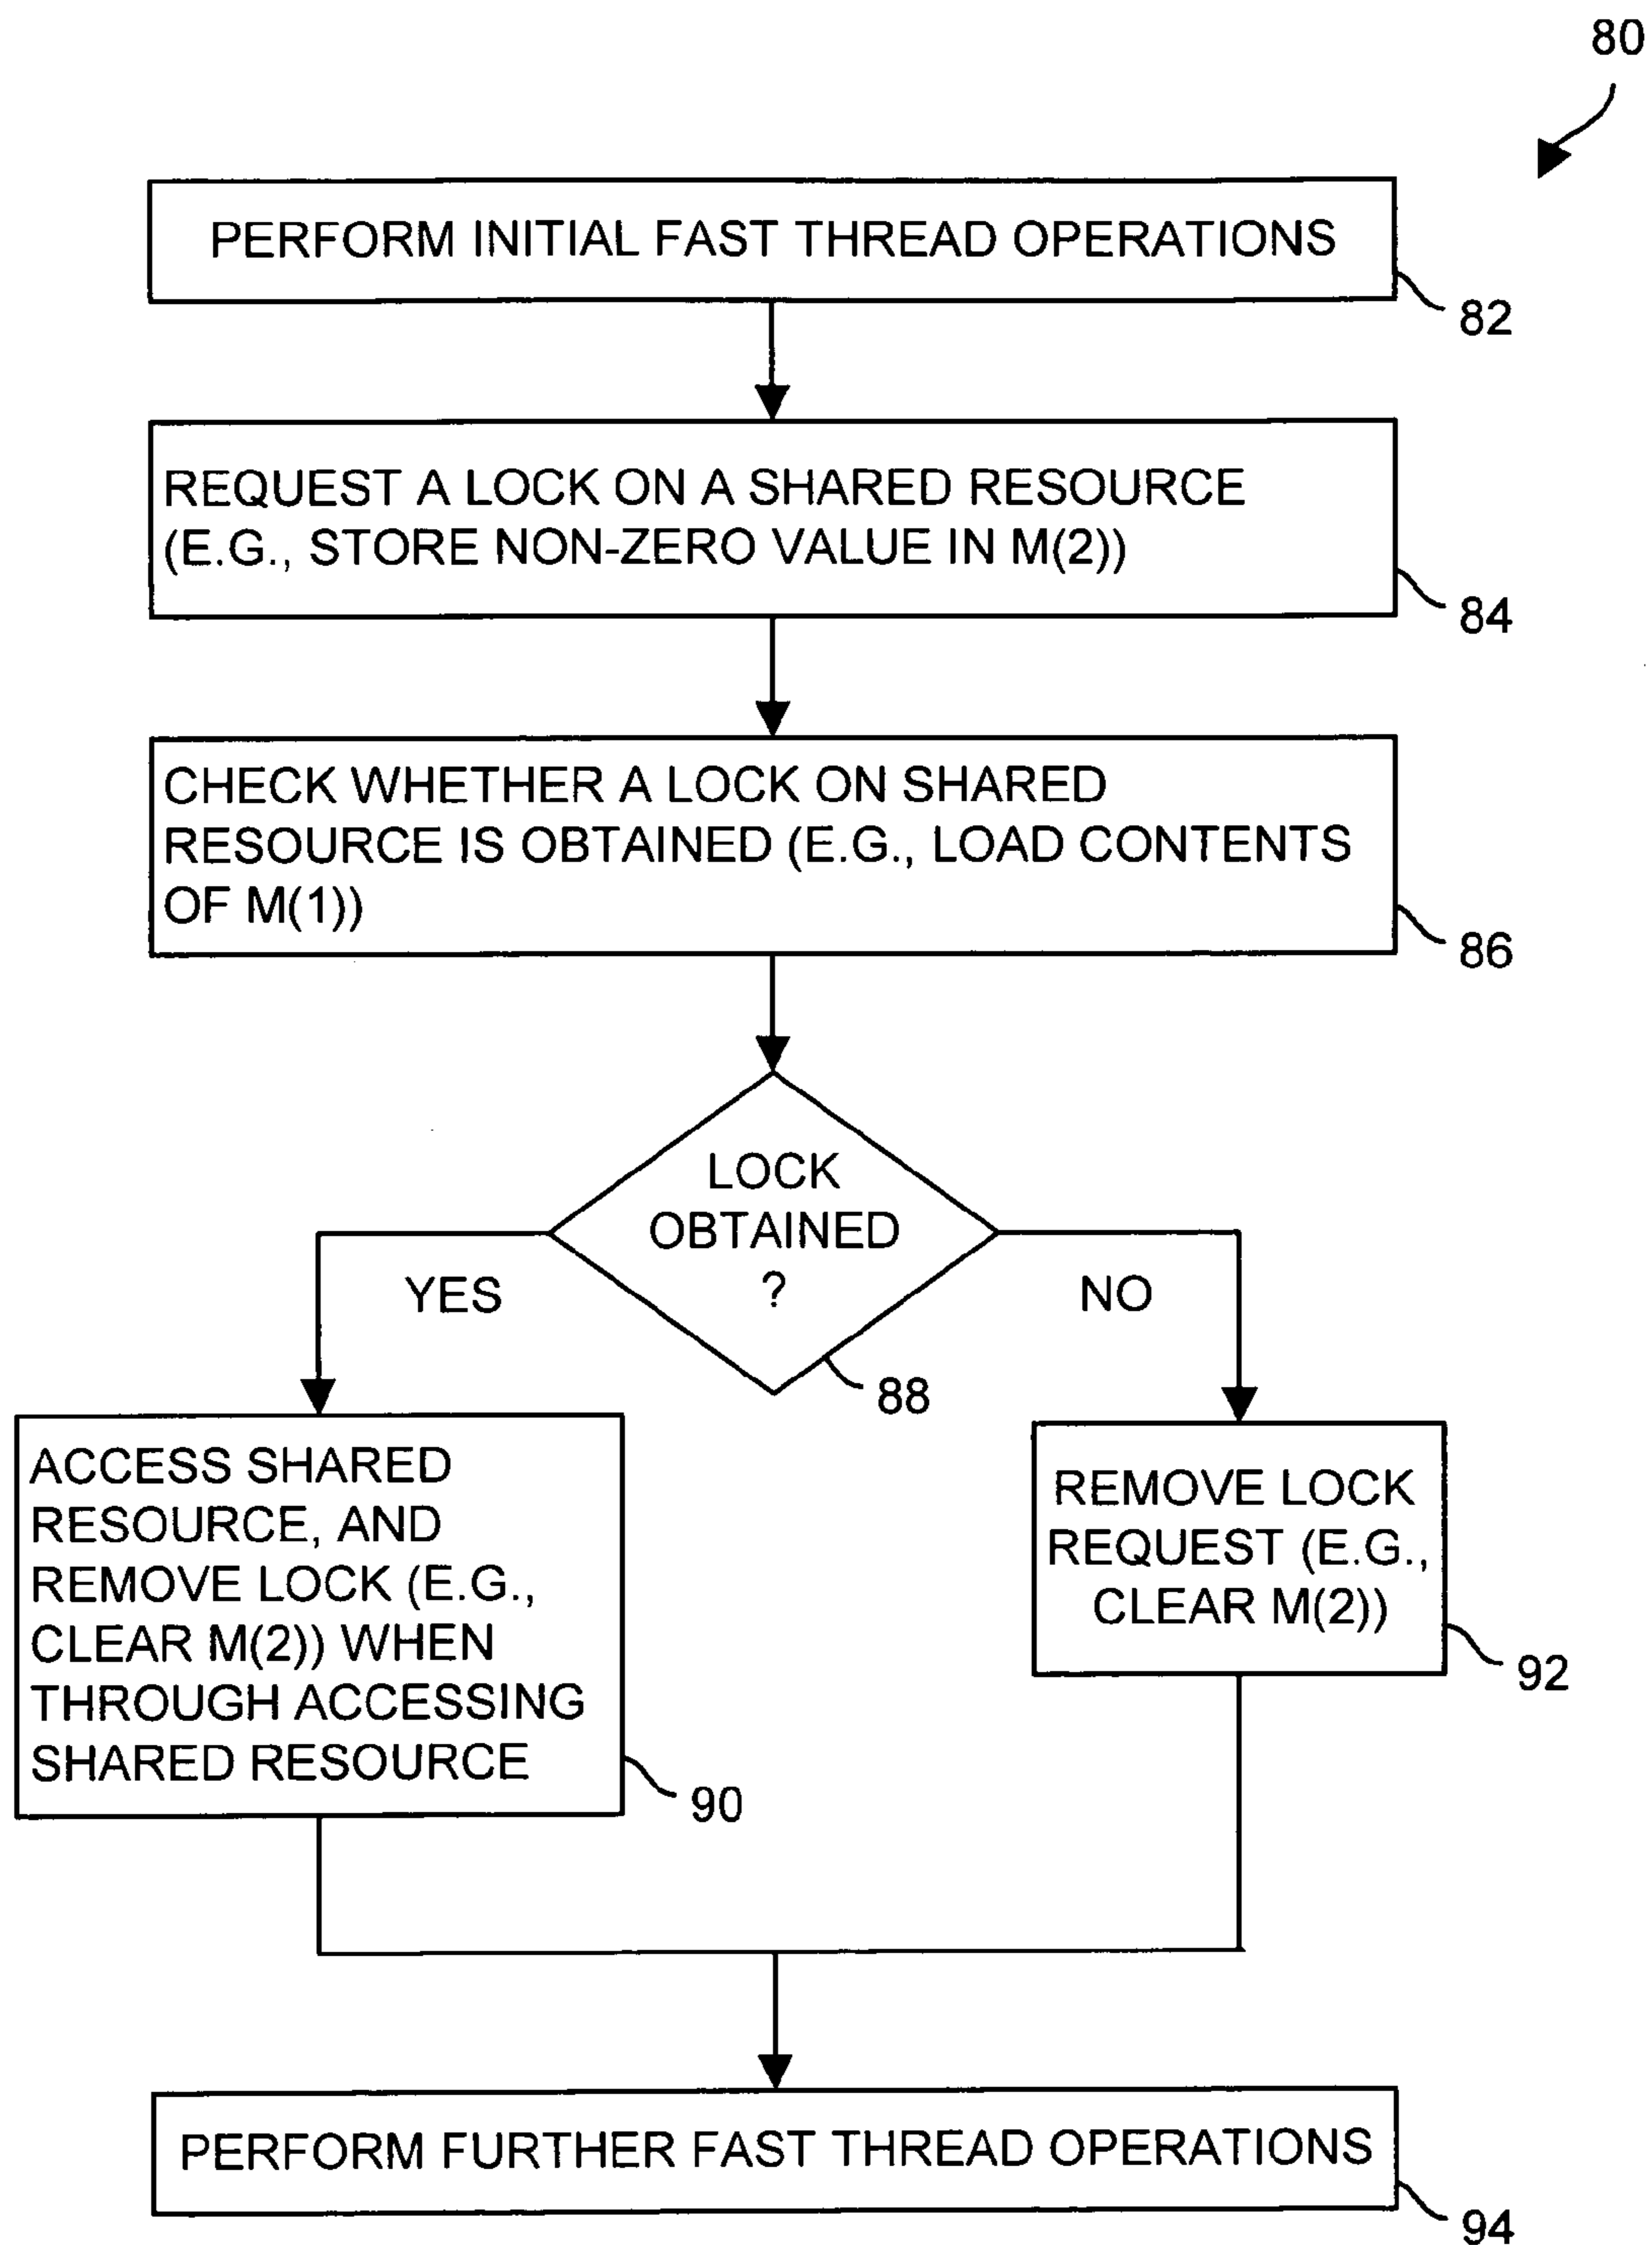 80
PERFORM INITIAL FAST THREAD OPERATIONS
82
REQUEST A LOCK ON A SHARED RESOURCE
(E.G., STORE NON-ZERO VALUE IN M(2))
84
CHECK WHETHER A LOCK ON SHARED
RESOURCE IS OBTAINED (E.G., LOAD CONTENTS
OF M(1))
86
LOCK
OBTAINED
?
88
YES
NO
ACCESS SHARED
RESOURCE, AND
REMOVE LOCK (E.G.,
CLEAR M(2)) WHEN
THROUGH ACCESSING
SHARED RESOURCE
90
REMOVE LOCK
REQUEST (E.G.,
CLEAR M(2))
92
PERFORM FURTHER FAST THREAD OPERATIONS
94